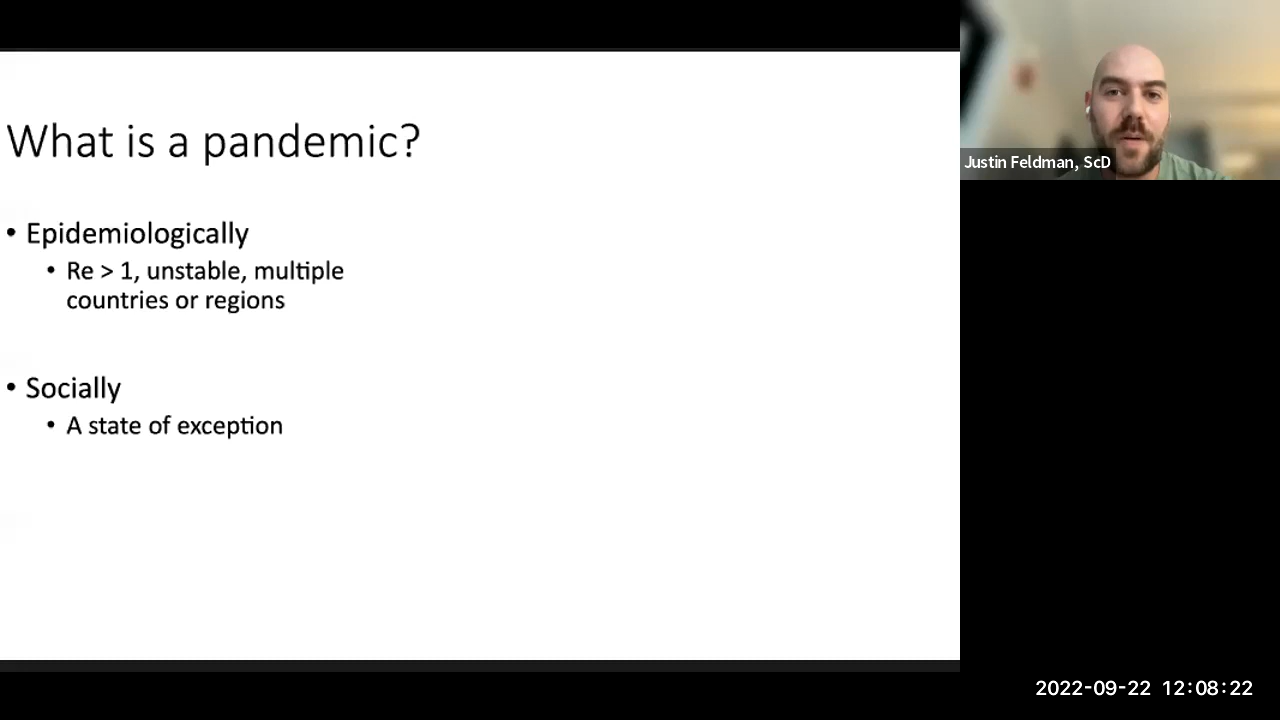 What is a pandemic?
• Epidemiologically
• Re > 1, unstable, multiple
countries or regions
• Socially
• A state of exception
Justin Feldman, ScD
2022-09-22 12:08:22